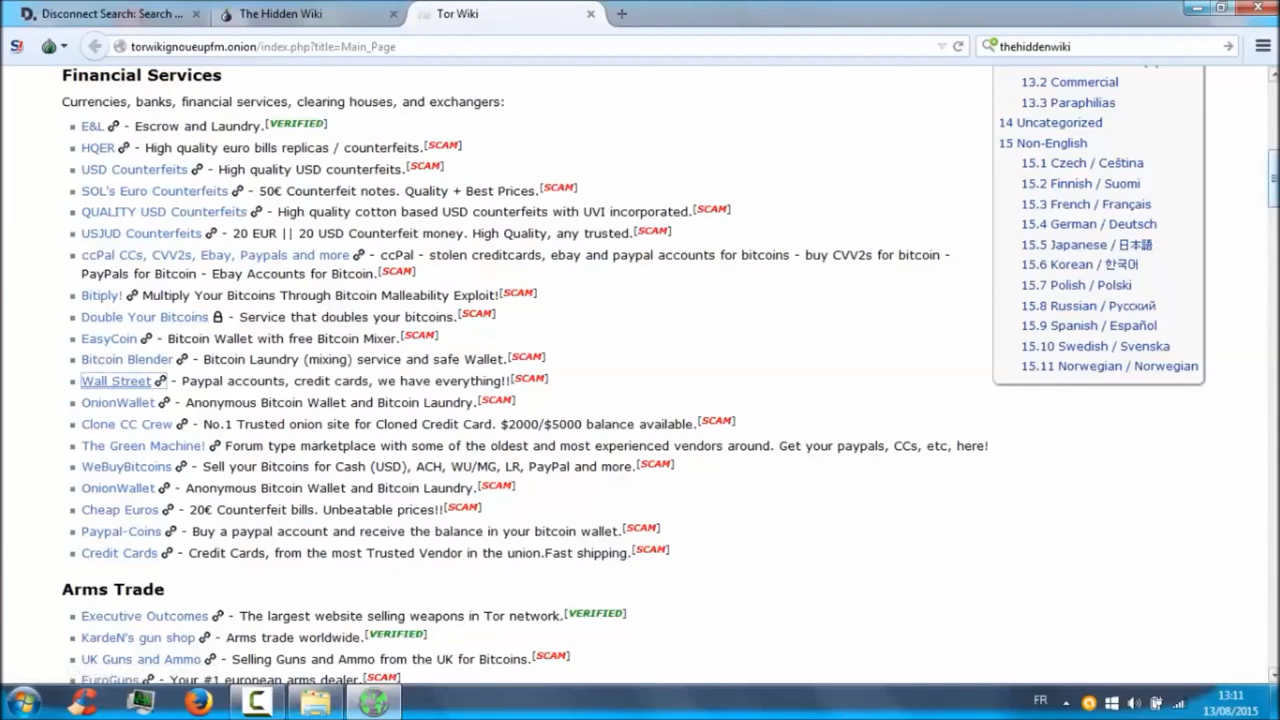 Disconnect Search: Search ...
The Hidden Wiki
Tor Wiki
torwikignoueupfm.onion/index.php?title=Main_Page
thehiddenwiki
Financial Services
Currencies, banks, financial services, clearing houses, and exchangers:
E&L - Escrow and Laundry.[VERIFIED]
HQER - High quality euro bills replicas / counterfeits.[SCAM]
USD Counterfeits - High quality USD counterfeits.[SCAM]
SOL's Euro Counterfeits - 50€ Counterfeit notes. Quality + Best Prices.[SCAM]
QUALITY USD Counterfeits - High quality cotton based USD counterfeits with UVI incorporated.[SCAM]
USJUD Counterfeits - 20 EUR || 20 USD Counterfeit money. High Quality, any trusted.[SCAM]
ccPal CCs, CVV2s, Ebay, Paypals and more - ccPal - stolen creditcards, ebay and paypal accounts for bitcoins - buy CVV2s for bitcoin -
PayPals for Bitcoin - Ebay Accounts for Bitcoin.[SCAM]
Bitiply! Multiply Your Bitcoins Through Bitcoin Malleability Exploit![SCAM]
Double Your Bitcoins - Service that doubles your bitcoins.[SCAM]
EasyCoin - Bitcoin Wallet with free Bitcoin Mixer.[SCAM]
Bitcoin Blender - Bitcoin Laundry (mixing) service and safe Wallet.[SCAM]
Wall Street - Paypal accounts, credit cards, we have everything!![SCAM]
OnionWallet - Anonymous Bitcoin Wallet and Bitcoin Laundry.[SCAM]
Clone CC Crew - No.1 Trusted onion site for Cloned Credit Card. $2000/$5000 balance available.[SCAM]
The Green Machine! Forum type marketplace with some of the oldest and most experienced vendors around. Get your paypals, CCs, etc, here!
WeBuyBitcoins - Sell your Bitcoins for Cash (USD), ACH, WU/MG, LR, PayPal and more.[SCAM]
OnionWallet - Anonymous Bitcoin Wallet and Bitcoin Laundry.[SCAM]
Cheap Euros - 20€ Counterfeit bills. Unbeatable prices!![SCAM]
Paypal-Coins - Buy a paypal account and receive the balance in your bitcoin wallet.[SCAM]
Credit Cards - Credit Cards, from the most Trusted Vendor in the union.Fast shipping.[SCAM]
Arms Trade
Executive Outcomes - The largest website selling weapons in Tor network.[VERIFIED]
KardeN's gun shop - Arms trade worldwide.[VERIFIED]
UK Guns and Ammo - Selling Guns and Ammo from the UK for Bitcoins.[SCAM]
EuroGuns - Your #1 european arms dealer.[SCAM]
13.2 Commercial
13.3 Paraphilias
14 Uncategorized
15 Non-English
15.1 Czech / Čeština
15.2 Finnish / Suomi
15.3 French / Français
15.4 German / Deutsch
15.5 Japanese / 日本語
15.6 Korean / 한국어
15.7 Polish / Polski
15.8 Russian / Русский
15.9 Spanish / Español
15.10 Swedish / Svenska
15.11 Norwegian / Norwegian
FR
13:11
13/08/2015